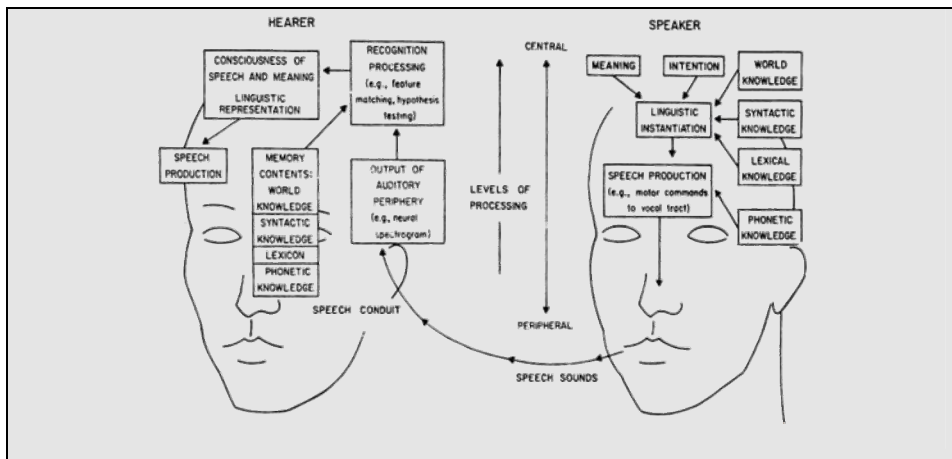 HEARER
SPEAKER
CONSCIOUSNESS OF
SPEECH AND MEANING
LINGUISTIC
REPRESENTATION
RECOGNITION
PROCESSING
(e.g., feature
matching, hypothesis
testing)
SPEECH
PRODUCTION
MEMORY
CONTENTS:
WORLD
KNOWLEDGE
SYNTACTIC
KNOWLEDGE
LEXICON
PHONETIC
KNOWLEDGE
OUTPUT OF
AUDITORY
PERIPHERY
(e.g., neural
spectrogram)
SPEECH CONDUIT
CENTRAL
LEVELS OF
PROCESSING
PERIPHERAL
SPEECH SOUNDS
MEANING
INTENTION
WORLD
KNOWLEDGE
LINGUISTIC
INSTANTIATION
SYNTACTIC
KNOWLEDGE
LEXICAL
KNOWLEDGE
SPEECH PRODUCTION
(e.g., motor commands
to vocal tract)
PHONETIC
KNOWLEDGE